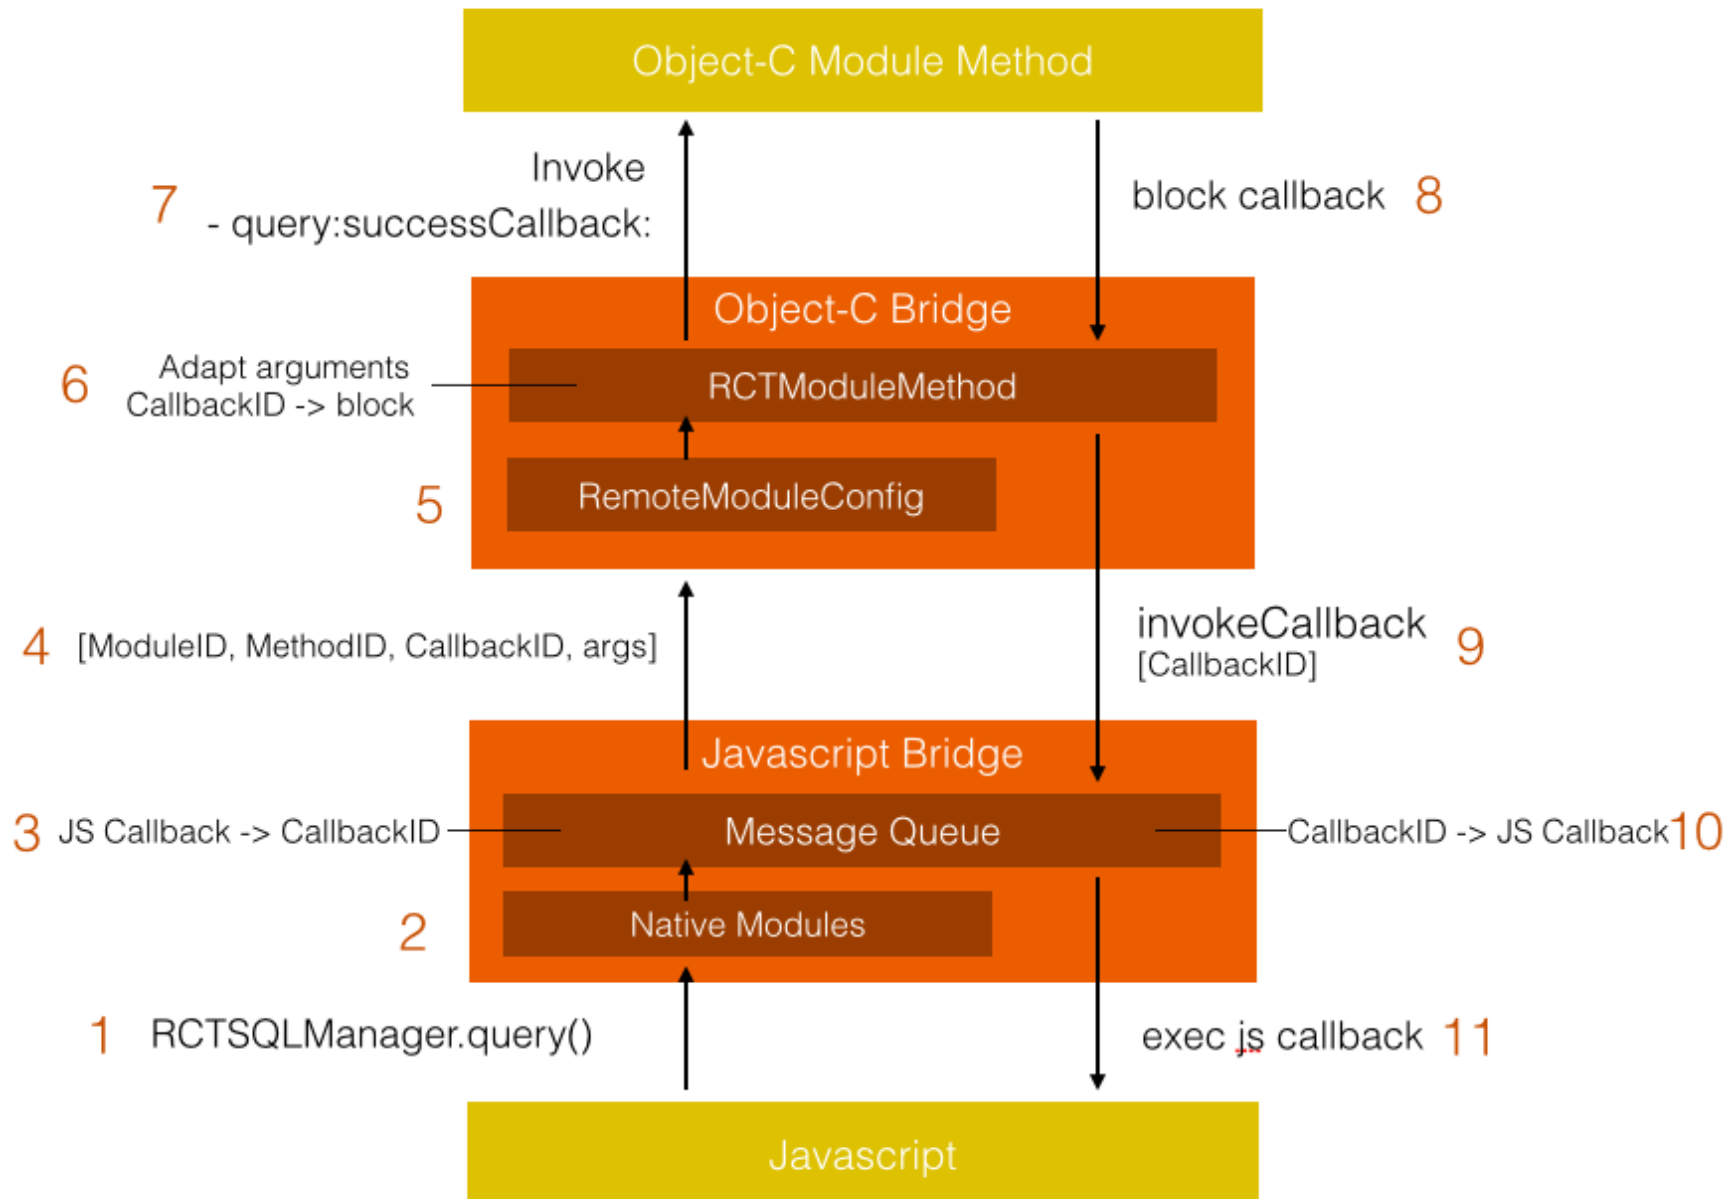 Object-C Module Method
Invoke
7
- query:successCallback:
block callback 8
Object-C Bridge
6
Adapt arguments
CallbackID -> block
RCTModuleMethod
5
RemoteModuleConfig
4 [ModuleID, MethodID, CallbackID, args]
invokeCallback
[CallbackID]
9
Javascript Bridge
3 JS Callback -> CallbackID
Message Queue
CallbackID -> JS Callback 10
2
Native Modules
1 RCTSQLManager.query()
exec js callback 11
Javascript